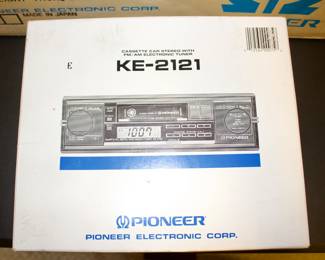 MADE IN JAPAN
PIONEER ELECTRONIC CORP.
CASSETTE CAR STEREO WITH
FM/AM ELECTRONIC TUNER
E
KE-2121
PIONEER
1007
PIONEER
PIONEER ELECTRONIC CORP.